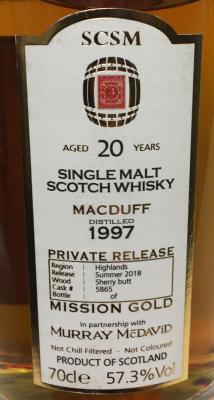 SCSM
3
AGED 20 YEARS
SINGLE MALT
SCOTCH WHISKY
MACDUFF
DISTILLED
1997
PRIVATE RELEASE
Region : Highlands
Release : Summer 2018
Wood : Sherry butt
Cask # : 5865
Bottle : of
MISSION GOLD
in partnership with
MURRAY MCDAVID
Not Chill Filtered - Not Coloured
PRODUCT OF SCOTLAND
70cle 57.3%Vol